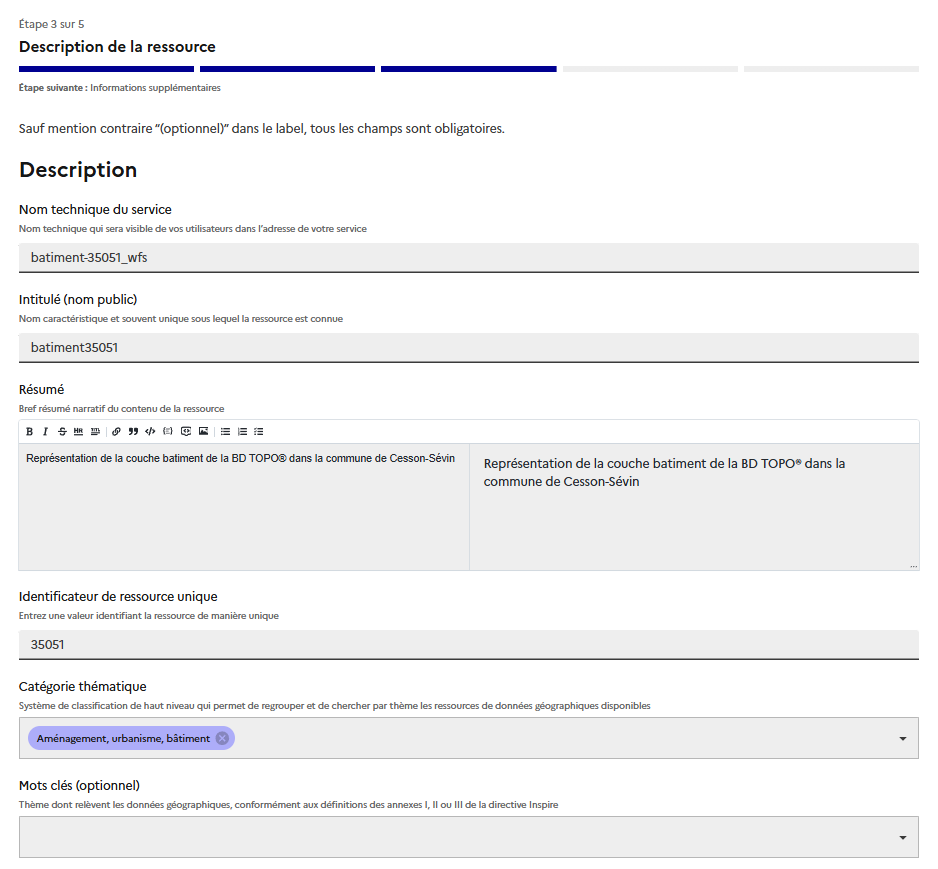 Étape 3 sur 5
Description de la ressource
Étape suivante : Informations supplémentaires
Sauf mention contraire “(optionnel)” dans le label, tous les champs sont obligatoires.
Description
Nom technique du service
Nom technique qui sera visible de vos utilisateurs dans l’adresse de votre service
batiment-35051_wfs
Intitulé (nom public)
Nom caractéristique et souvent unique sous lequel la ressource est connue
batiment35051
Résumé
Bref résumé narratif du contenu de la ressource
Représentation de la couche batiment de la BD TOPO® dans la commune de Cesson-Sévin
Représentation de la couche batiment de la BD TOPO® dans la
commune de Cesson-Sévin
Identificateur de ressource unique
Entrez une valeur identifiant la ressource de manière unique
35051
Catégorie thématique
Système de classification de haut niveau qui permet de regrouper et de chercher par thème les ressources de données géographiques disponibles
Aménagement, urbanisme, bâtiment
Mots clés (optionnel)
Thème dont relèvent les données géographiques, conformément aux définitions des annexes I, II ou III de la directive Inspire